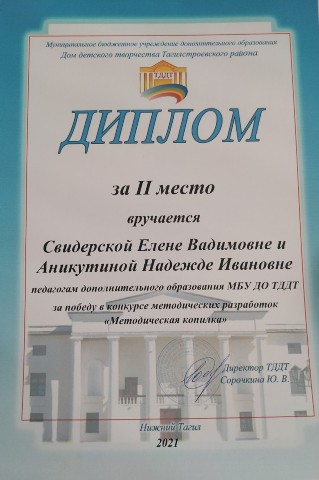 Муниципальное бюджетное учреждение дополнительного образования
Дом детского творчества Тагилстроевского района
ТДДТ
ДИПЛОМ
за II место
вручается
Свидерской Елене Вадимовне и
Аникутиной Надежде Ивановне
педагогам дополнительного образования МБУ ДО ТДДТ
за победу в конкурсе методических разработок
«Методическая копилка»
Директор ТДДТ
Сорочкина Ю. В.
Нижний Тагил
2021